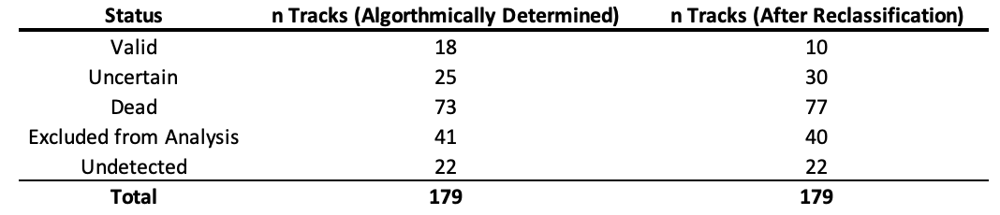 Status n Tracks (Algorthmically Determined) n Tracks (After Reclassification)
Valid 18 10
Uncertain 25 30
Dead 73 77
Excluded from Analysis 41 40
Undetected 22 22
Total 179 179